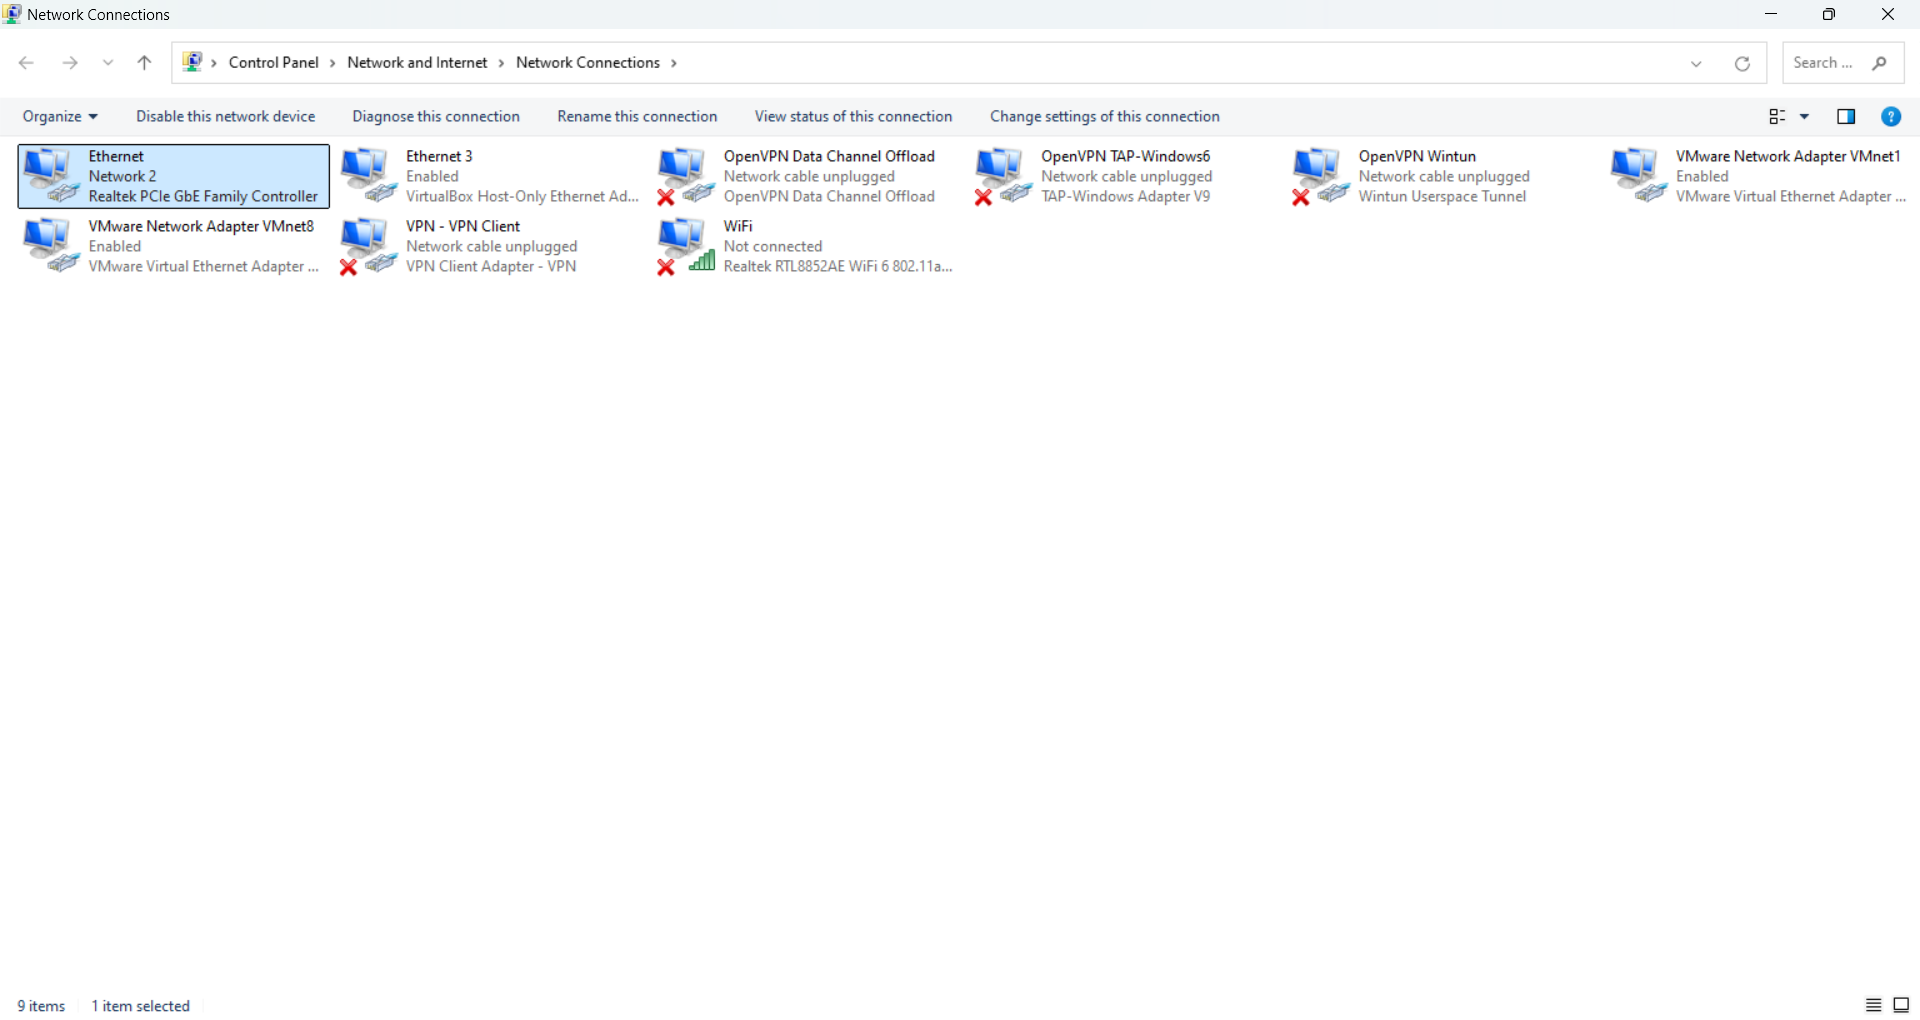 Network Connections
Control Panel > Network and Internet > Network Connections >
Search ...
Organize
Disable this network device
Diagnose this connection
Rename this connection
View status of this connection
Change settings of this connection
?
Ethernet
Network 2
Realtek PCIe GbE Family Controller
Ethernet 3
Enabled
VirtualBox Host-Only Ethernet Ad...
OpenVPN Data Channel Offload
Network cable unplugged
OpenVPN Data Channel Offload
OpenVPN TAP-Windows6
Network cable unplugged
TAP-Windows Adapter V9
OpenVPN Wintun
Network cable unplugged
Wintun Userspace Tunnel
VMware Network Adapter VMnet1
Enabled
VMware Virtual Ethernet Adapter ...
VMware Network Adapter VMnet8
Enabled
VMware Virtual Ethernet Adapter ...
VPN - VPN Client
Network cable unplugged
VPN Client Adapter - VPN
WiFi
Not connected
Realtek RTL8852AE WiFi 6 802.11a...
9 items
1 item selected